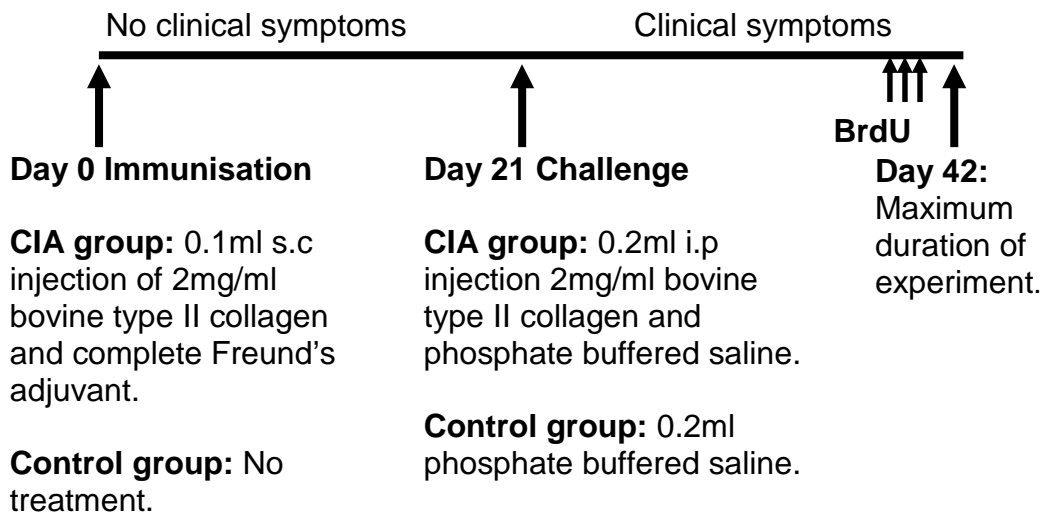 No clinical symptoms
Clinical symptoms
BrdU
Day 0 Immunisation
CIA group: 0.1ml s.c
injection of 2mg/ml
bovine type II collagen
and complete Freund's
adjuvant.
Control group: No
treatment.
Day 21 Challenge
CIA group: 0.2ml i.p
injection 2mg/ml bovine
type II collagen and
phosphate buffered saline.
Control group: 0.2ml
phosphate buffered saline.
Day 42:
Maximum
duration of
experiment.